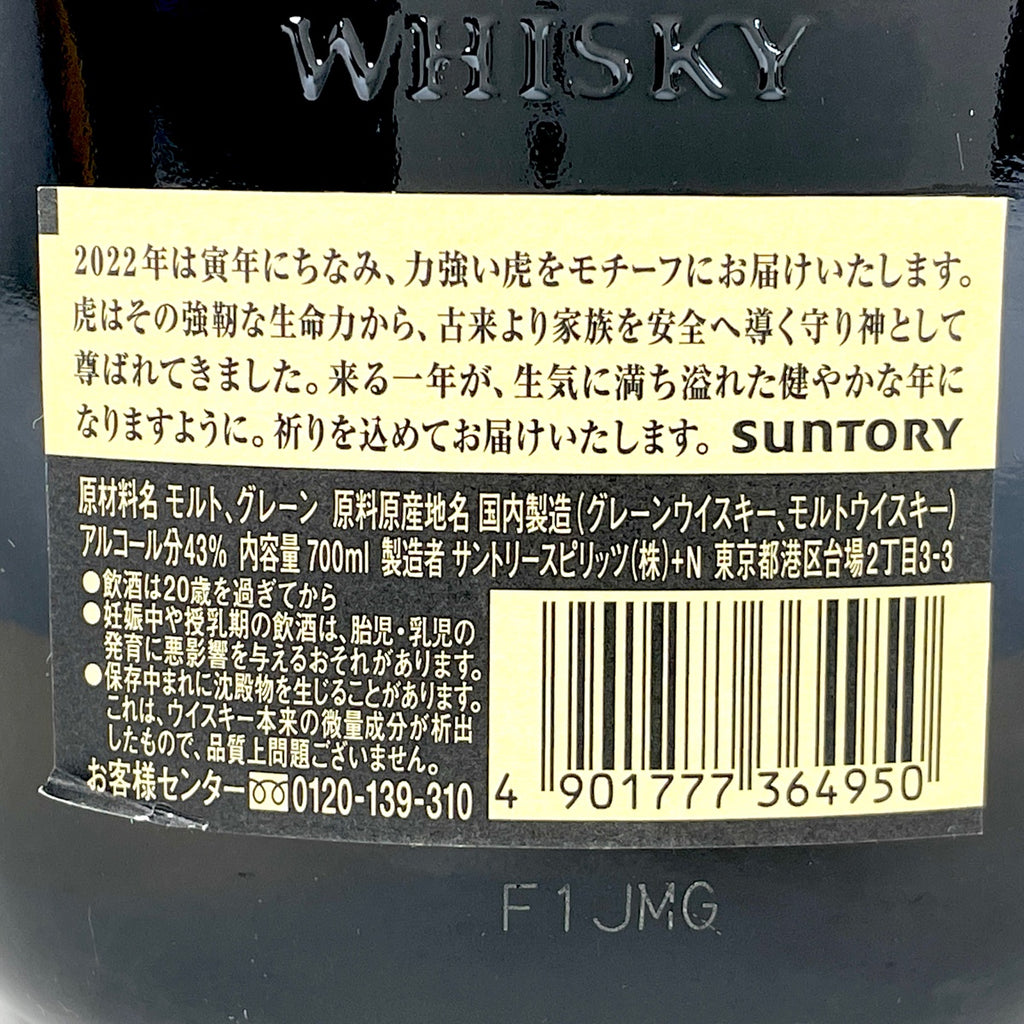 WHISKY
2022年は寅年にちなみ、力強い虎をモチーフにお届けいたします。
虎はその強靭な生命力から、古来より家族を安全へ導く守り神として
尊ばれてきました。来る一年が、生気に満ち溢れた健やかな年に
なりますように。祈りを込めてお届けいたします。 SUNTORY
原材料名 モルト、グレーン 原料原産地名 国内製造(グレーンウイスキー、モルトウイスキー)
アルコール分43% 内容量700ml 製造者 サントリースピリッツ(株)+N 東京都港区台場2丁目3-3
●飲酒は20歳を過ぎてから
●妊娠中や授乳期の飲酒は、胎児・乳児の
発育に悪影響を与えるおそれがあります。
●保存中まれに沈殿物を生じることがあります。
これは、ウイスキー本来の微量成分が析出
したもので、品質上問題ございません。
お客様センター 0120-139-310
4 901777 364950
F1JMG